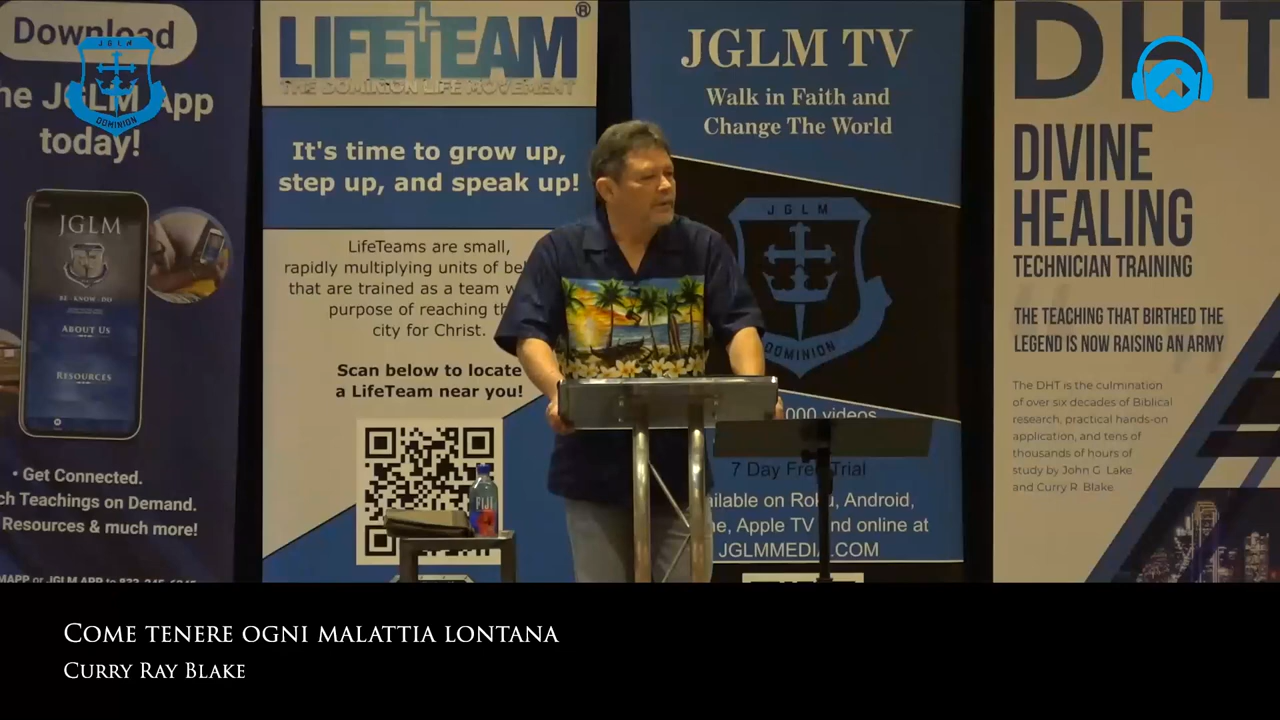 Download
he JGLM App
today!
JGLM
DOMINION
JGLM
BE · KNOW · DO
ABOUT US
RESOURCES
• Get Connected.
ch Teachings on Demand.
Resources & much more!
LIFETEAM®
THE DOMINION LIFE MOVEMENT
It's time to grow up,
step up, and speak up!
LifeTeams are small,
rapidly multiplying units of be
that are trained as a team w
purpose of reaching th
city for Christ.
Scan below to locate
a LifeTeam near you!
FIJI
JGLM TV
Walk in Faith and
Change The World
JGLM
DOMINION
000 videos
7 Day Free Trial
ilable on Roku, Android,
e, Apple TV and online at
JGLMMEDIA.COM
DHT
DIVINE
HEALING
TECHNICIAN TRAINING
THE TEACHING THAT BIRTHED THE
LEGEND IS NOW RAISING AN ARMY
The DHT is the culmination
of over six decades of Biblical
research, practical hands-on
application, and tens of
thousands of hours of
study by John G. Lake
and Curry R. Blake.
Come tenere ogni malattia lontana
Curry Ray Blake